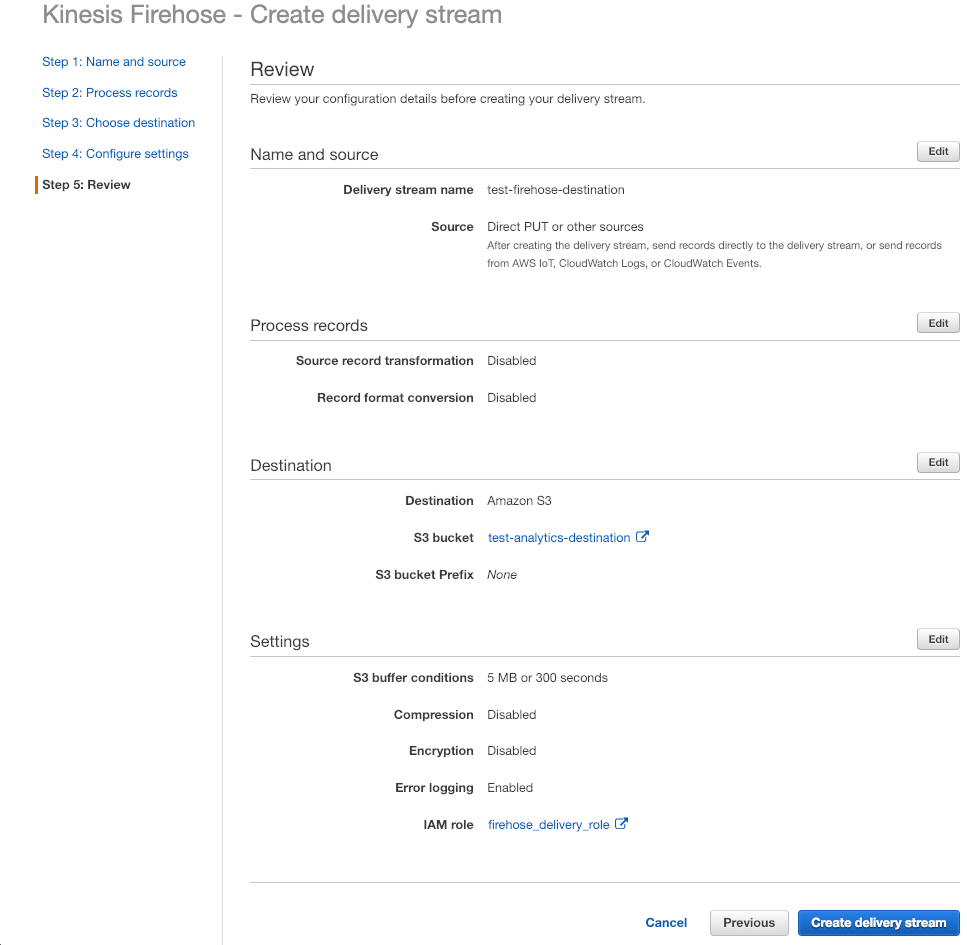 Kinesis Firehose - Create delivery stream
Step 1: Name and source
Step 2: Process records
Step 3: Choose destination
Step 4: Configure settings
Step 5: Review
Review
Review your configuration details before creating your delivery stream.
Name and source
Edit
Delivery stream name test-firehose-destination
Source Direct PUT or other sources
After creating the delivery stream, send records directly to the delivery stream, or send records
from AWS IoT, CloudWatch Logs, or CloudWatch Events.
Process records
Edit
Source record transformation Disabled
Record format conversion Disabled
Destination
Edit
Destination Amazon S3
S3 bucket test-analytics-destination
S3 bucket Prefix None
Settings
Edit
S3 buffer conditions 5 MB or 300 seconds
Compression Disabled
Encryption Disabled
Error logging Enabled
IAM role firehose_delivery_role
Cancel Previous Create delivery stream